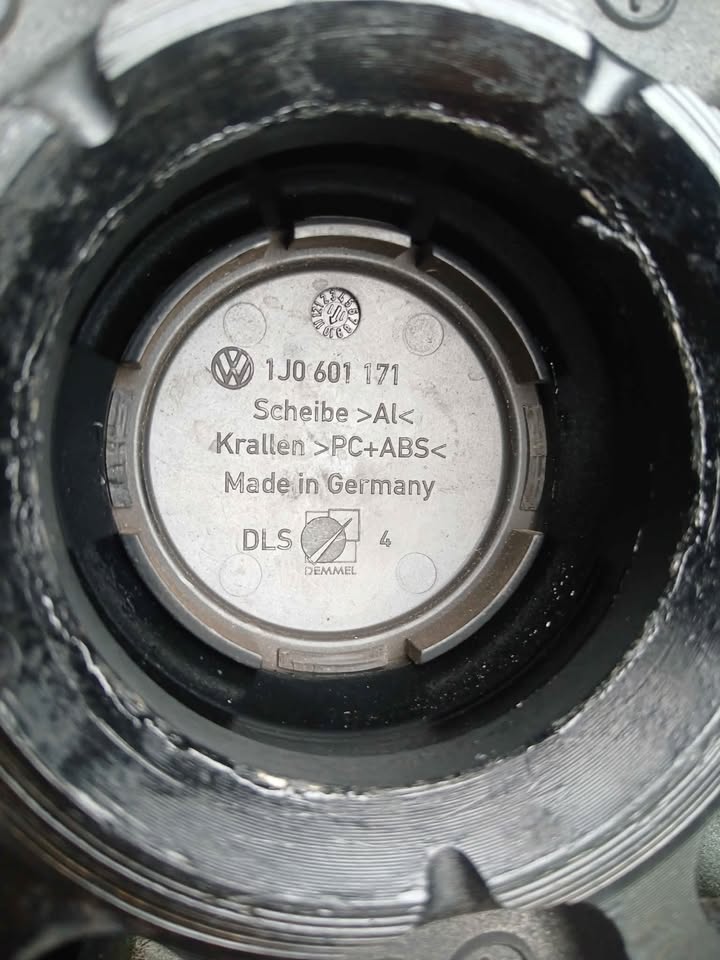 1J0 601 171
Scheibe >Al<
Krallen >PC+ABS<
Made in Germany
DLS 4
DEMMEL